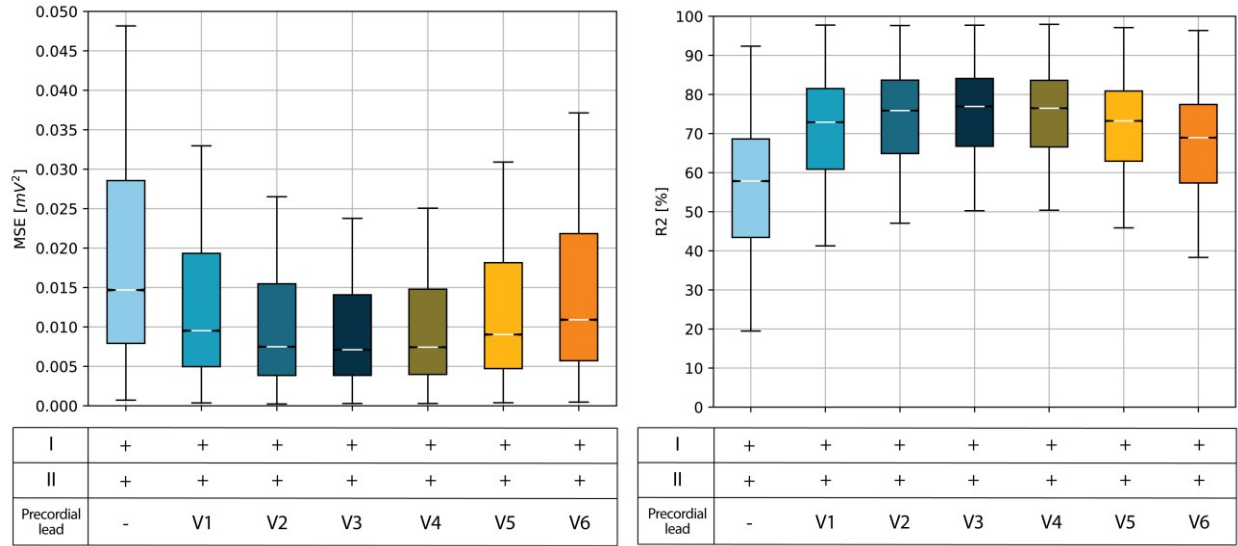 0.050
0.045
0.040
0.035
0.030
0.025
0.020
0.015
0.010
0.005
0.000
MSE [mV²]
I + + + + + + +
II + + + + + + +
Precordial
lead - V1 V2 V3 V4 V5 V6
100
90
80
70
60
50
40
30
20
10
0
R2 [%]
I + + + + + + +
II + + + + + + +
Precordial
lead - V1 V2 V3 V4 V5 V6